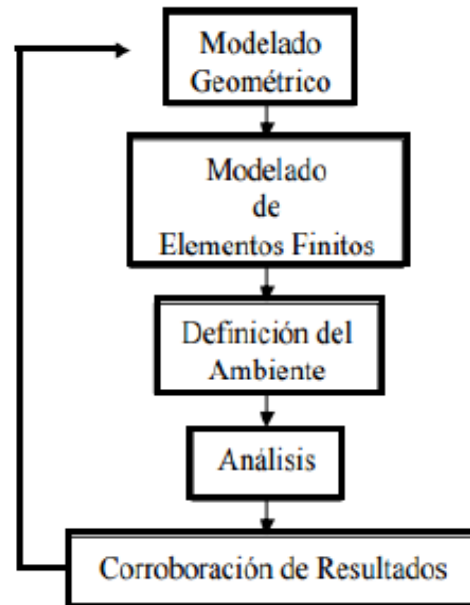 Modelado
Geométrico
Modelado
de
Elementos Finitos
Definición del
Ambiente
Análisis
Corroboración de Resultados